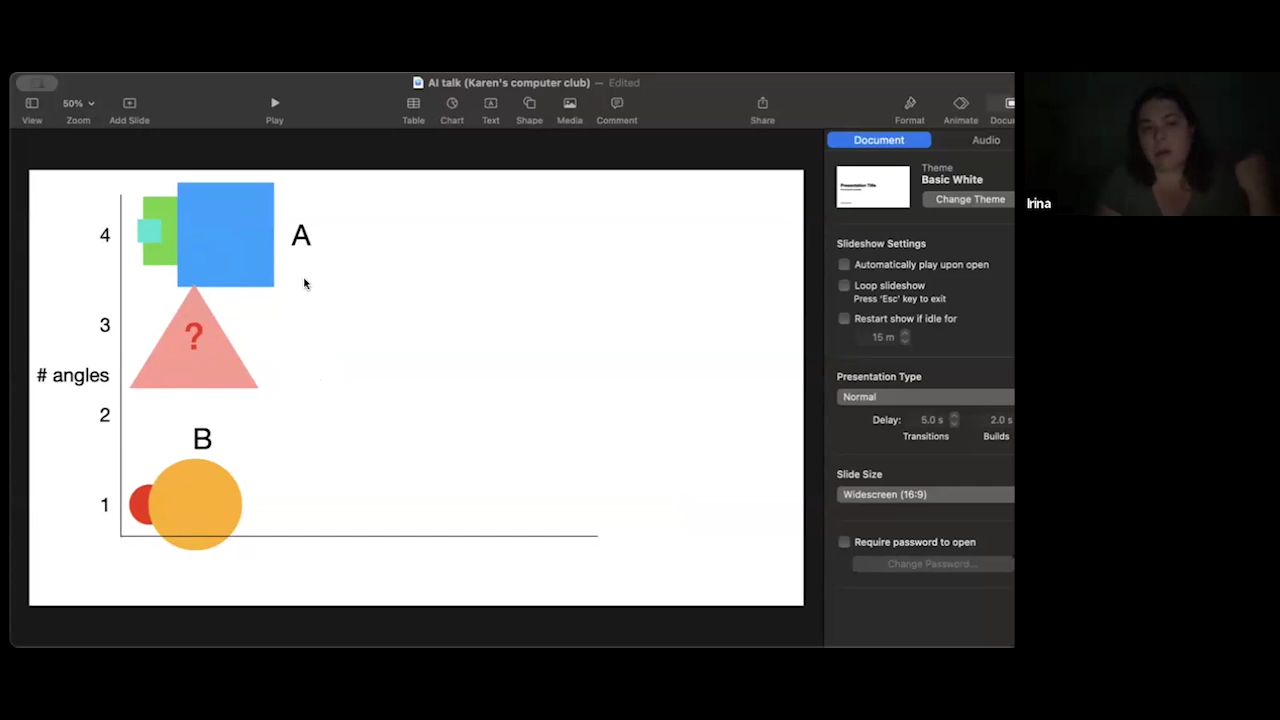 AI talk (Karen's computer club) — Edited
50%
View
Zoom
Add Slide
Play
Table
Chart
Text
Shape
Media
Comment
Share
Format
Animate
Docu
Document
Audio
Theme
Basic White
Change Theme
Presentation Title
Slideshow Settings
Automatically play upon open
Loop slideshow
Press 'Esc' key to exit
Restart show if idle for
15 m
Presentation Type
Normal
Delay:
5.0 s
2.0 s
Transitions
Builds
Slide Size
Widescreen (16:9)
Require password to open
Change Password...
4
A
3
?
# angles
2
B
1
Irina